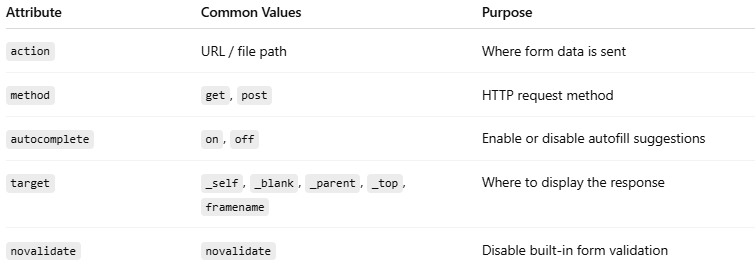 Attribute Common Values Purpose
action URL / file path Where form data is sent
method get, post HTTP request method
autocomplete on, off Enable or disable autofill suggestions
target _self, _blank, _parent, _top, Where to display the response
framename
novalidate novalidate Disable built-in form validation